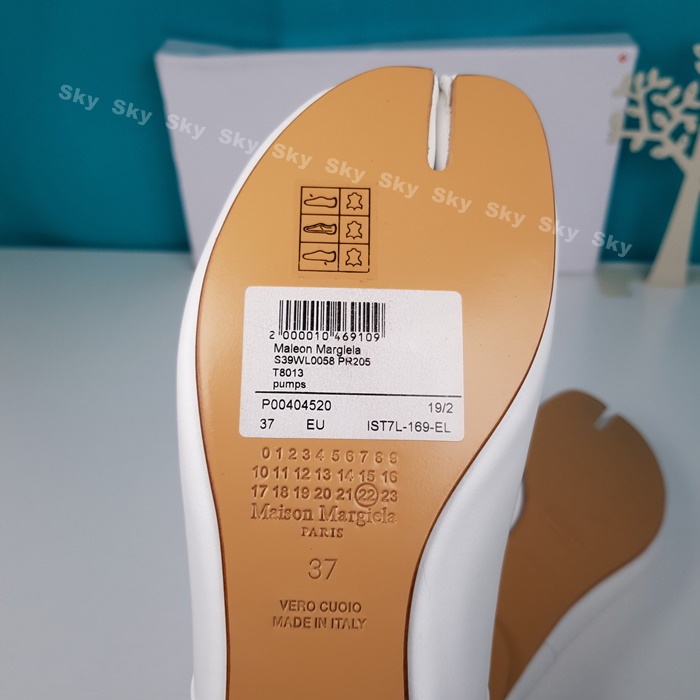 Sky Sky Sky Sky Sky Sky Sky Sky Sky Sky Sky
2 000010 469109
Maleon Margiela
S39WL0058 PR205
T8013
pumps
P00404520 19/2
37 EU IST7L-169-EL
0 1 2 3 4 5 6 7 8 9
10 11 12 13 14 15 16
17 18 19 20 21 22 23
Maison Margiela
PARIS
37
VERO CUOIO
MADE IN ITALY